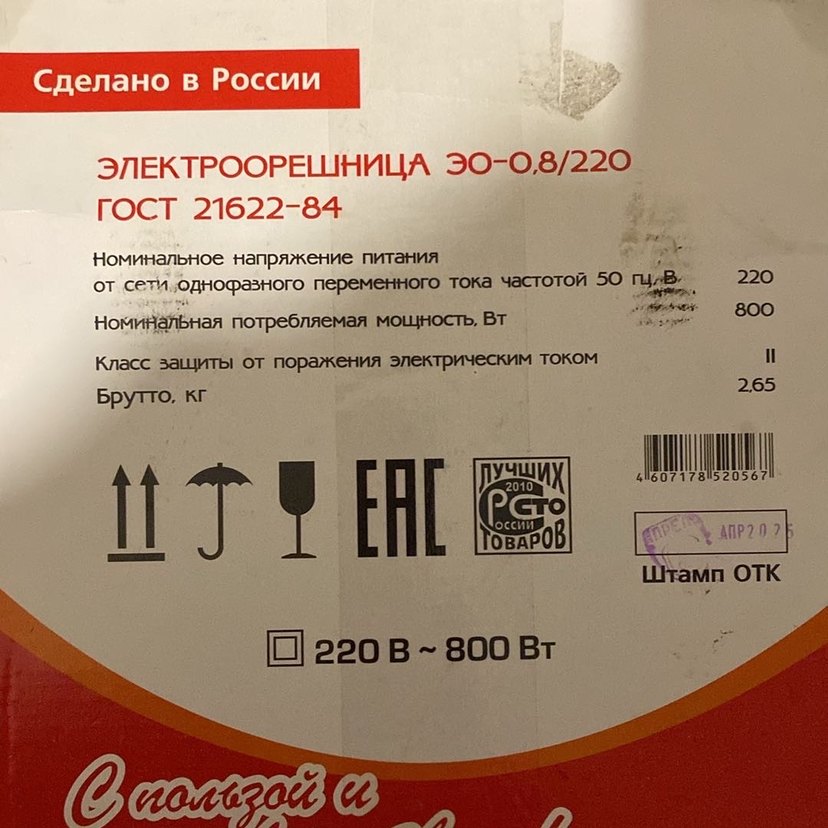 Сделано в России
ЭЛЕКТРООРЕШНИЦА ЭО-0,8/220
ГОСТ 21622-84
Номинальное напряжение питания
от сети однофазного переменного тока частотой 50 гц, В 220
Номинальная потребляемая мощность, Вт 800
Класс защиты от поражения электрическим током II
Брутто, кг 2,65
ЕАС
ЛУЧШИХ
2010
СТО
РОССИИ
ТОВАРОВ
4 607178 520567
АПР 202
Штамп ОТК
220 В ~ 800 Вт
С пользой и